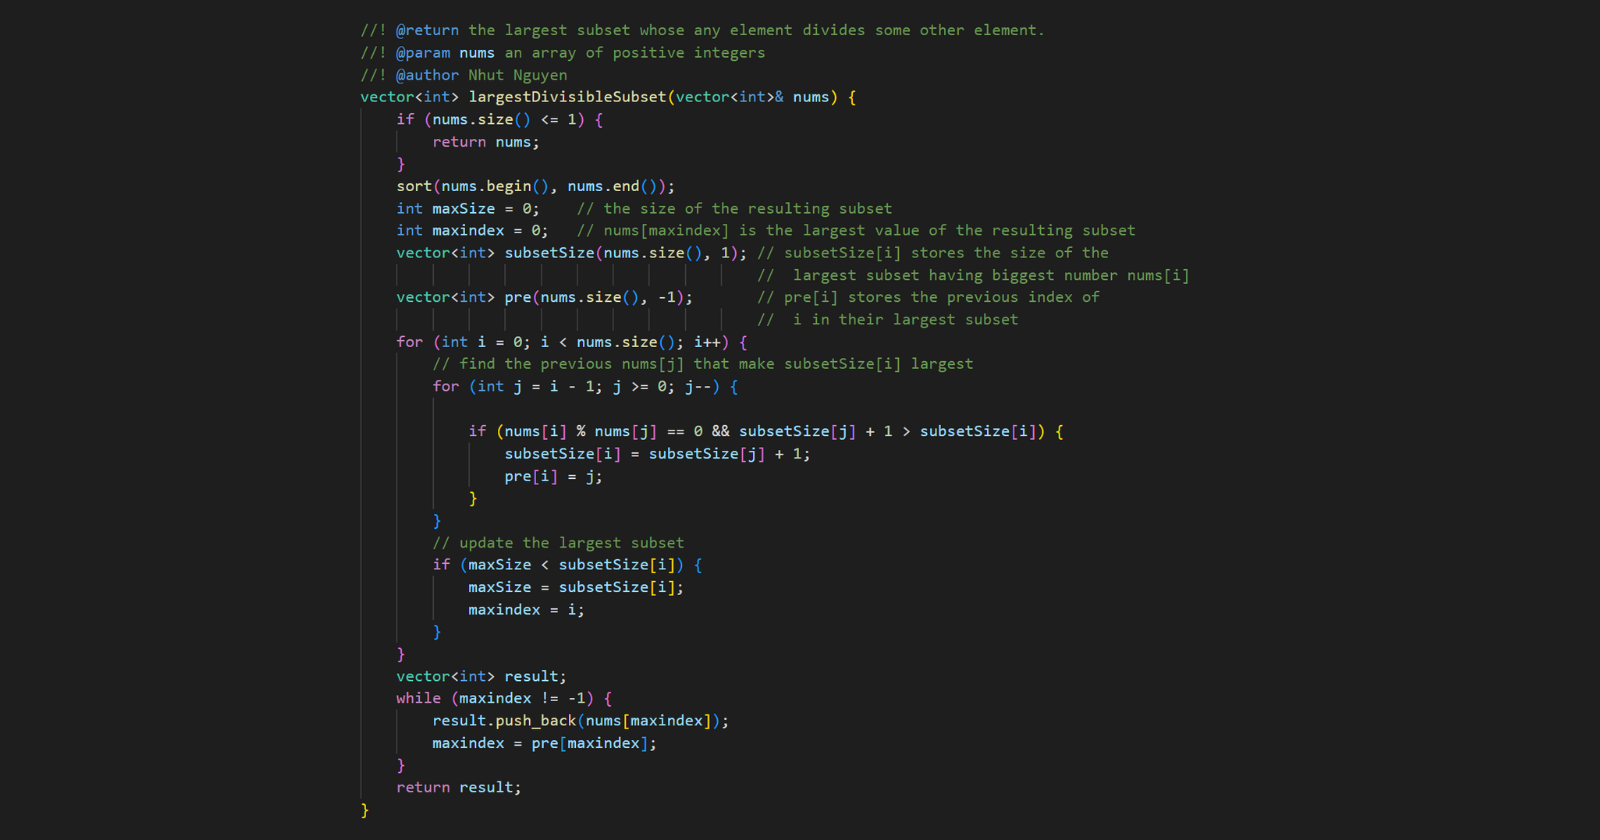 //! @return the largest subset whose any element divides some other element.
//! @param nums an array of positive integers
//! @author Nhut Nguyen
vector<int> largestDivisibleSubset(vector<int>& nums) {
    if (nums.size() <= 1) {
        return nums;
    }
    sort(nums.begin(), nums.end());
    int maxSize = 0;    // the size of the resulting subset
    int maxindex = 0;   // nums[maxindex] is the largest value of the resulting subset
    vector<int> subsetSize(nums.size(), 1); // subsetSize[i] stores the size of the
                                            //  largest subset having biggest number nums[i]
    vector<int> pre(nums.size(), -1);       // pre[i] stores the previous index of
                                            //  i in their largest subset
    for (int i = 0; i < nums.size(); i++) {
        // find the previous nums[j] that make subsetSize[i] largest
        for (int j = i - 1; j >= 0; j--) {
            if (nums[i] % nums[j] == 0 && subsetSize[j] + 1 > subsetSize[i]) {
                subsetSize[i] = subsetSize[j] + 1;
                pre[i] = j;
            }
        }
        // update the largest subset
        if (maxSize < subsetSize[i]) {
            maxSize = subsetSize[i];
            maxindex = i;
        }
    }
    vector<int> result;
    while (maxindex != -1) {
        result.push_back(nums[maxindex]);
        maxindex = pre[maxindex];
    }
    return result;
}